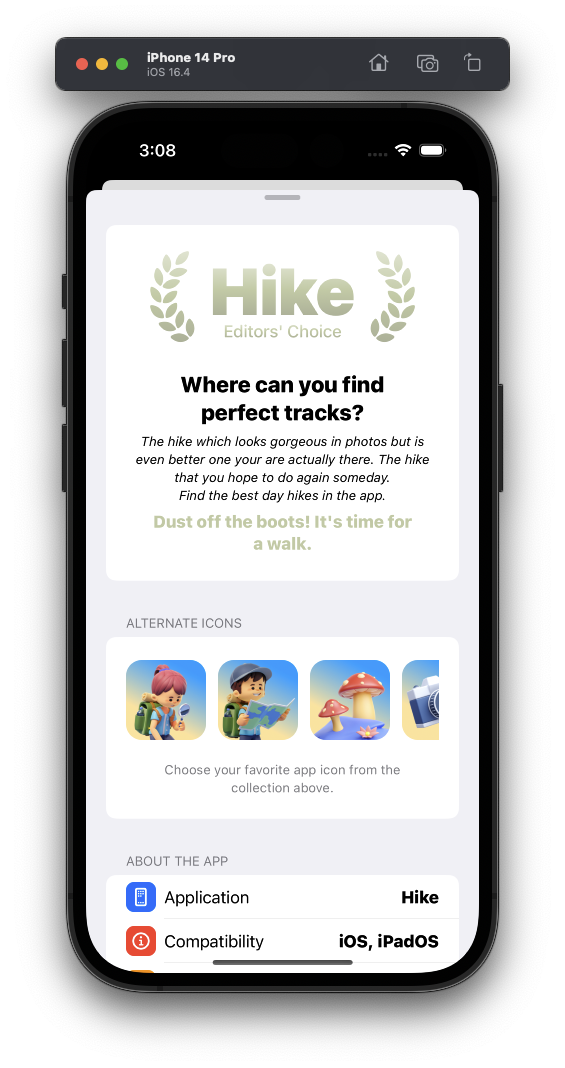 iPhone 14 Pro
iOS 16.4
3:08
Hike
Editors' Choice
Where can you find
perfect tracks?
The hike which looks gorgeous in photos but is
even better one your are actually there. The hike
that you hope to do again someday.
Find the best day hikes in the app.
Dust off the boots! It's time for
a walk.
ALTERNATE ICONS
Choose your favorite app icon from the
collection above.
ABOUT THE APP
Application Hike
Compatibility iOS, iPadOS